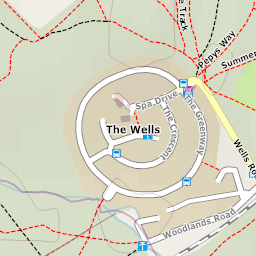 Track
Pepys Way
Summer
Spa Drive
The Crescent
The Greenway
The Wells
Wells Ro
Woodlands Road